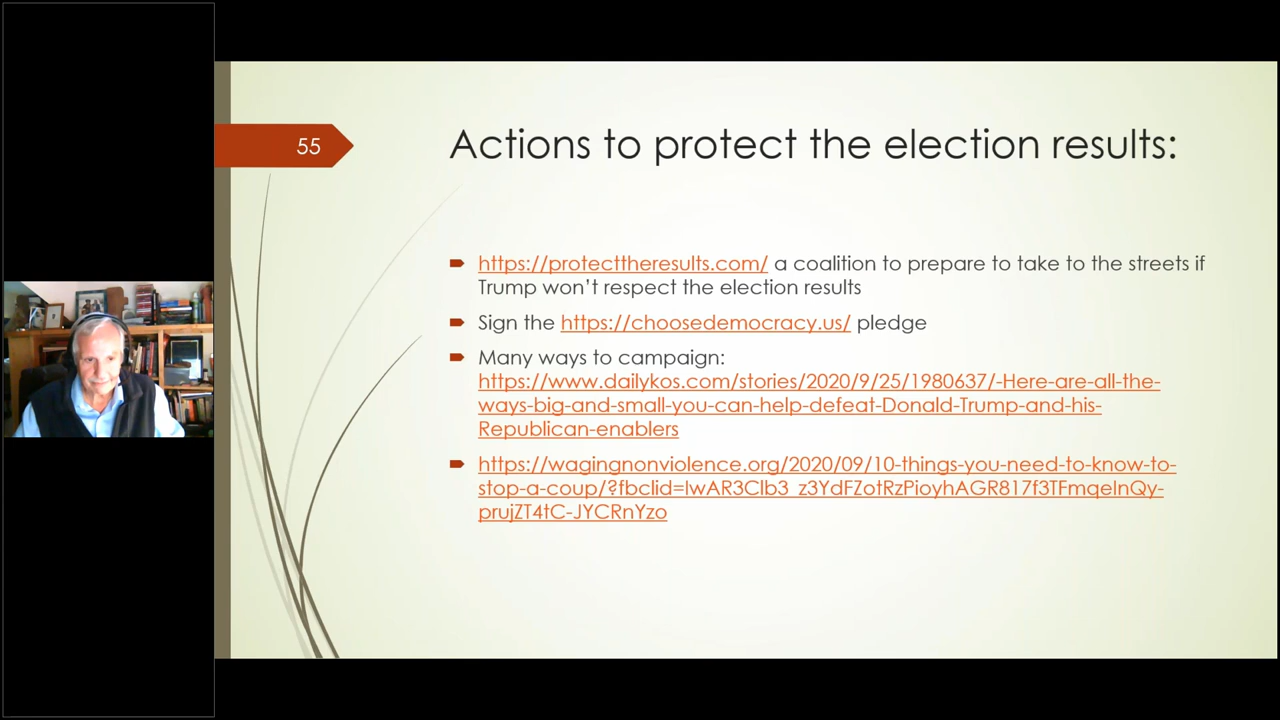 55
Actions to protect the election results:
https://protecttheresults.com/ a coalition to prepare to take to the streets if
Trump won’t respect the election results
Sign the https://choosedemocracy.us/ pledge
Many ways to campaign:
https://www.dailykos.com/stories/2020/9/25/1980637/-Here-are-all-the-
ways-big-and-small-you-can-help-defeat-Donald-Trump-and-his-
Republican-enablers
https://wagingnonviolence.org/2020/09/10-things-you-need-to-know-to-
stop-a-coup/?fbclid=IwAR3Clb3_z3YdFZotRzPioyhAGR817f3TFmqeInQy-
prujZT4tC-JYCRnYzo